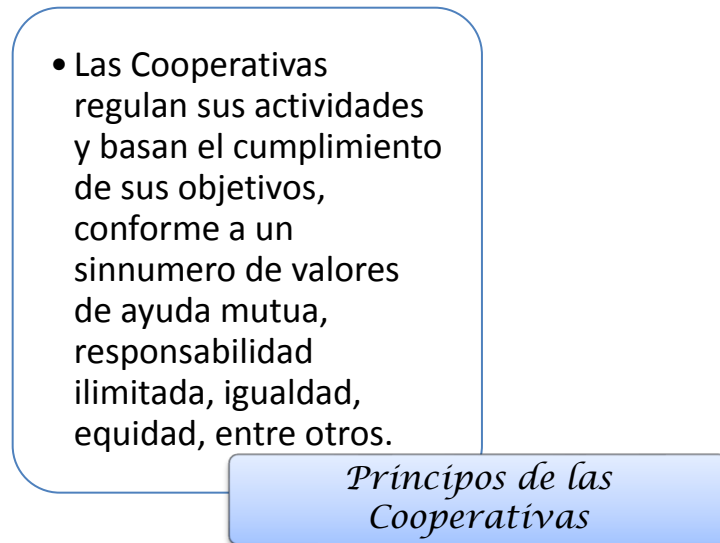 • Las Cooperativas
regulan sus actividades
y basan el cumplimiento
de sus objetivos,
conforme a un
sinnumero de valores
de ayuda mutua,
responsabilidad
ilimitada, igualdad,
equidad, entre otros.
Princípos de las
Cooperativas